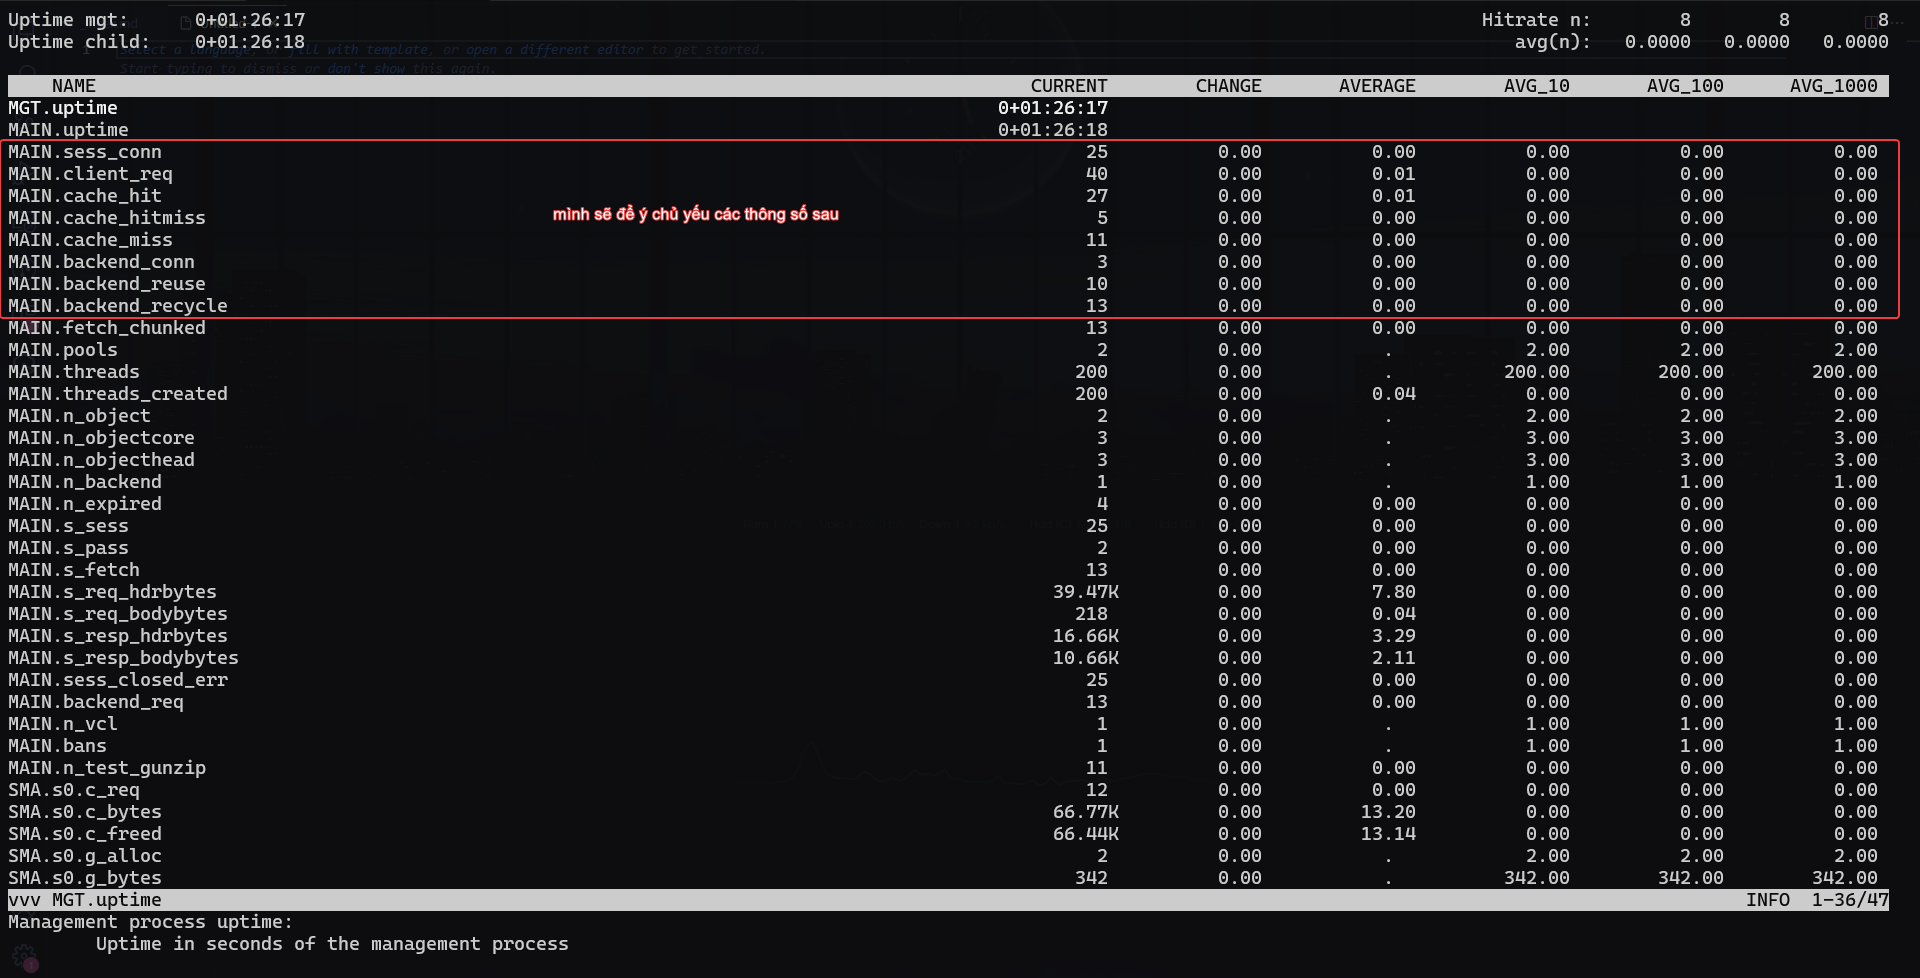 Uptime mgt: 0+01:26:17 Hitrate n: 8 8 8
Uptime child: 0+01:26:18 avg(n): 0.0000 0.0000 0.0000
Select a language, or fill with template, or open a different editor to get started.
Start typing to dismiss or don't show this again.
NAME CURRENT CHANGE AVERAGE AVG_10 AVG_100 AVG_1000
MGT.uptime 0+01:26:17
MAIN.uptime 0+01:26:18
MAIN.sess_conn 25 0.00 0.00 0.00 0.00 0.00
MAIN.client_req 40 0.00 0.01 0.00 0.00 0.00
MAIN.cache_hit 27 0.00 0.01 0.00 0.00 0.00
mình sẽ để ý chủ yếu các thông số sau
MAIN.cache_hitmiss 5 0.00 0.00 0.00 0.00 0.00
MAIN.cache_miss 11 0.00 0.00 0.00 0.00 0.00
MAIN.backend_conn 3 0.00 0.00 0.00 0.00 0.00
MAIN.backend_reuse 10 0.00 0.00 0.00 0.00 0.00
MAIN.backend_recycle 13 0.00 0.00 0.00 0.00 0.00
MAIN.fetch_chunked 13 0.00 0.00 0.00 0.00 0.00
MAIN.pools 2 0.00 . 2.00 2.00 2.00
MAIN.threads 200 0.00 . 200.00 200.00 200.00
MAIN.threads_created 200 0.00 0.04 0.00 0.00 0.00
MAIN.n_object 2 0.00 . 2.00 2.00 2.00
MAIN.n_objectcore 3 0.00 . 3.00 3.00 3.00
MAIN.n_objecthead 3 0.00 . 3.00 3.00 3.00
MAIN.n_backend 1 0.00 . 1.00 1.00 1.00
MAIN.n_expired 4 0.00 0.00 0.00 0.00 0.00
MAIN.s_sess 25 0.00 0.00 0.00 0.00 0.00
MAIN.s_pass 2 0.00 0.00 0.00 0.00 0.00
MAIN.s_fetch 13 0.00 0.00 0.00 0.00 0.00
MAIN.s_req_hdrbytes 39.47K 0.00 7.80 0.00 0.00 0.00
MAIN.s_req_bodybytes 218 0.00 0.04 0.00 0.00 0.00
MAIN.s_resp_hdrbytes 16.66K 0.00 3.29 0.00 0.00 0.00
MAIN.s_resp_bodybytes 10.66K 0.00 2.11 0.00 0.00 0.00
MAIN.sess_closed_err 25 0.00 0.00 0.00 0.00 0.00
MAIN.backend_req 13 0.00 0.00 0.00 0.00 0.00
MAIN.n_vcl 1 0.00 . 1.00 1.00 1.00
MAIN.bans 1 0.00 . 1.00 1.00 1.00
MAIN.n_test_gunzip 11 0.00 0.00 0.00 0.00 0.00
SMA.s0.c_req 12 0.00 0.00 0.00 0.00 0.00
SMA.s0.c_bytes 66.77K 0.00 13.20 0.00 0.00 0.00
SMA.s0.c_freed 66.44K 0.00 13.14 0.00 0.00 0.00
SMA.s0.g_alloc 2 0.00 . 2.00 2.00 2.00
SMA.s0.g_bytes 342 0.00 . 342.00 342.00 342.00
vvv MGT.uptime INFO 1-36/47
Management process uptime:
Uptime in seconds of the management process